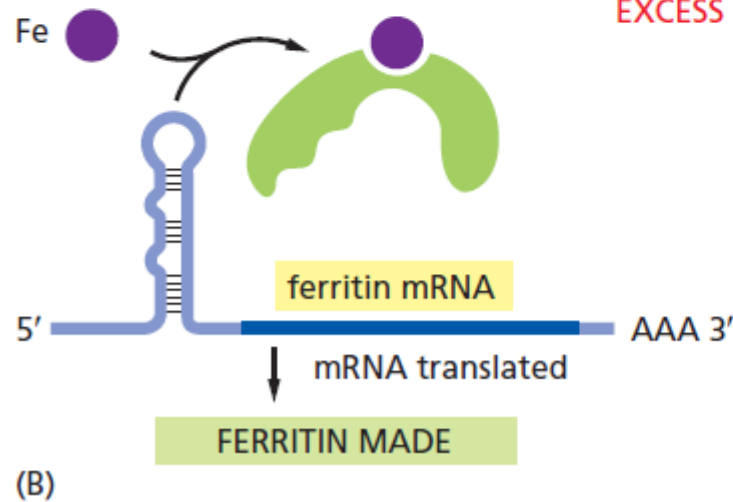 EXCESS
Fe
ferritin mRNA
5′ AAA 3′
mRNA translated
FERRITIN MADE
(B)